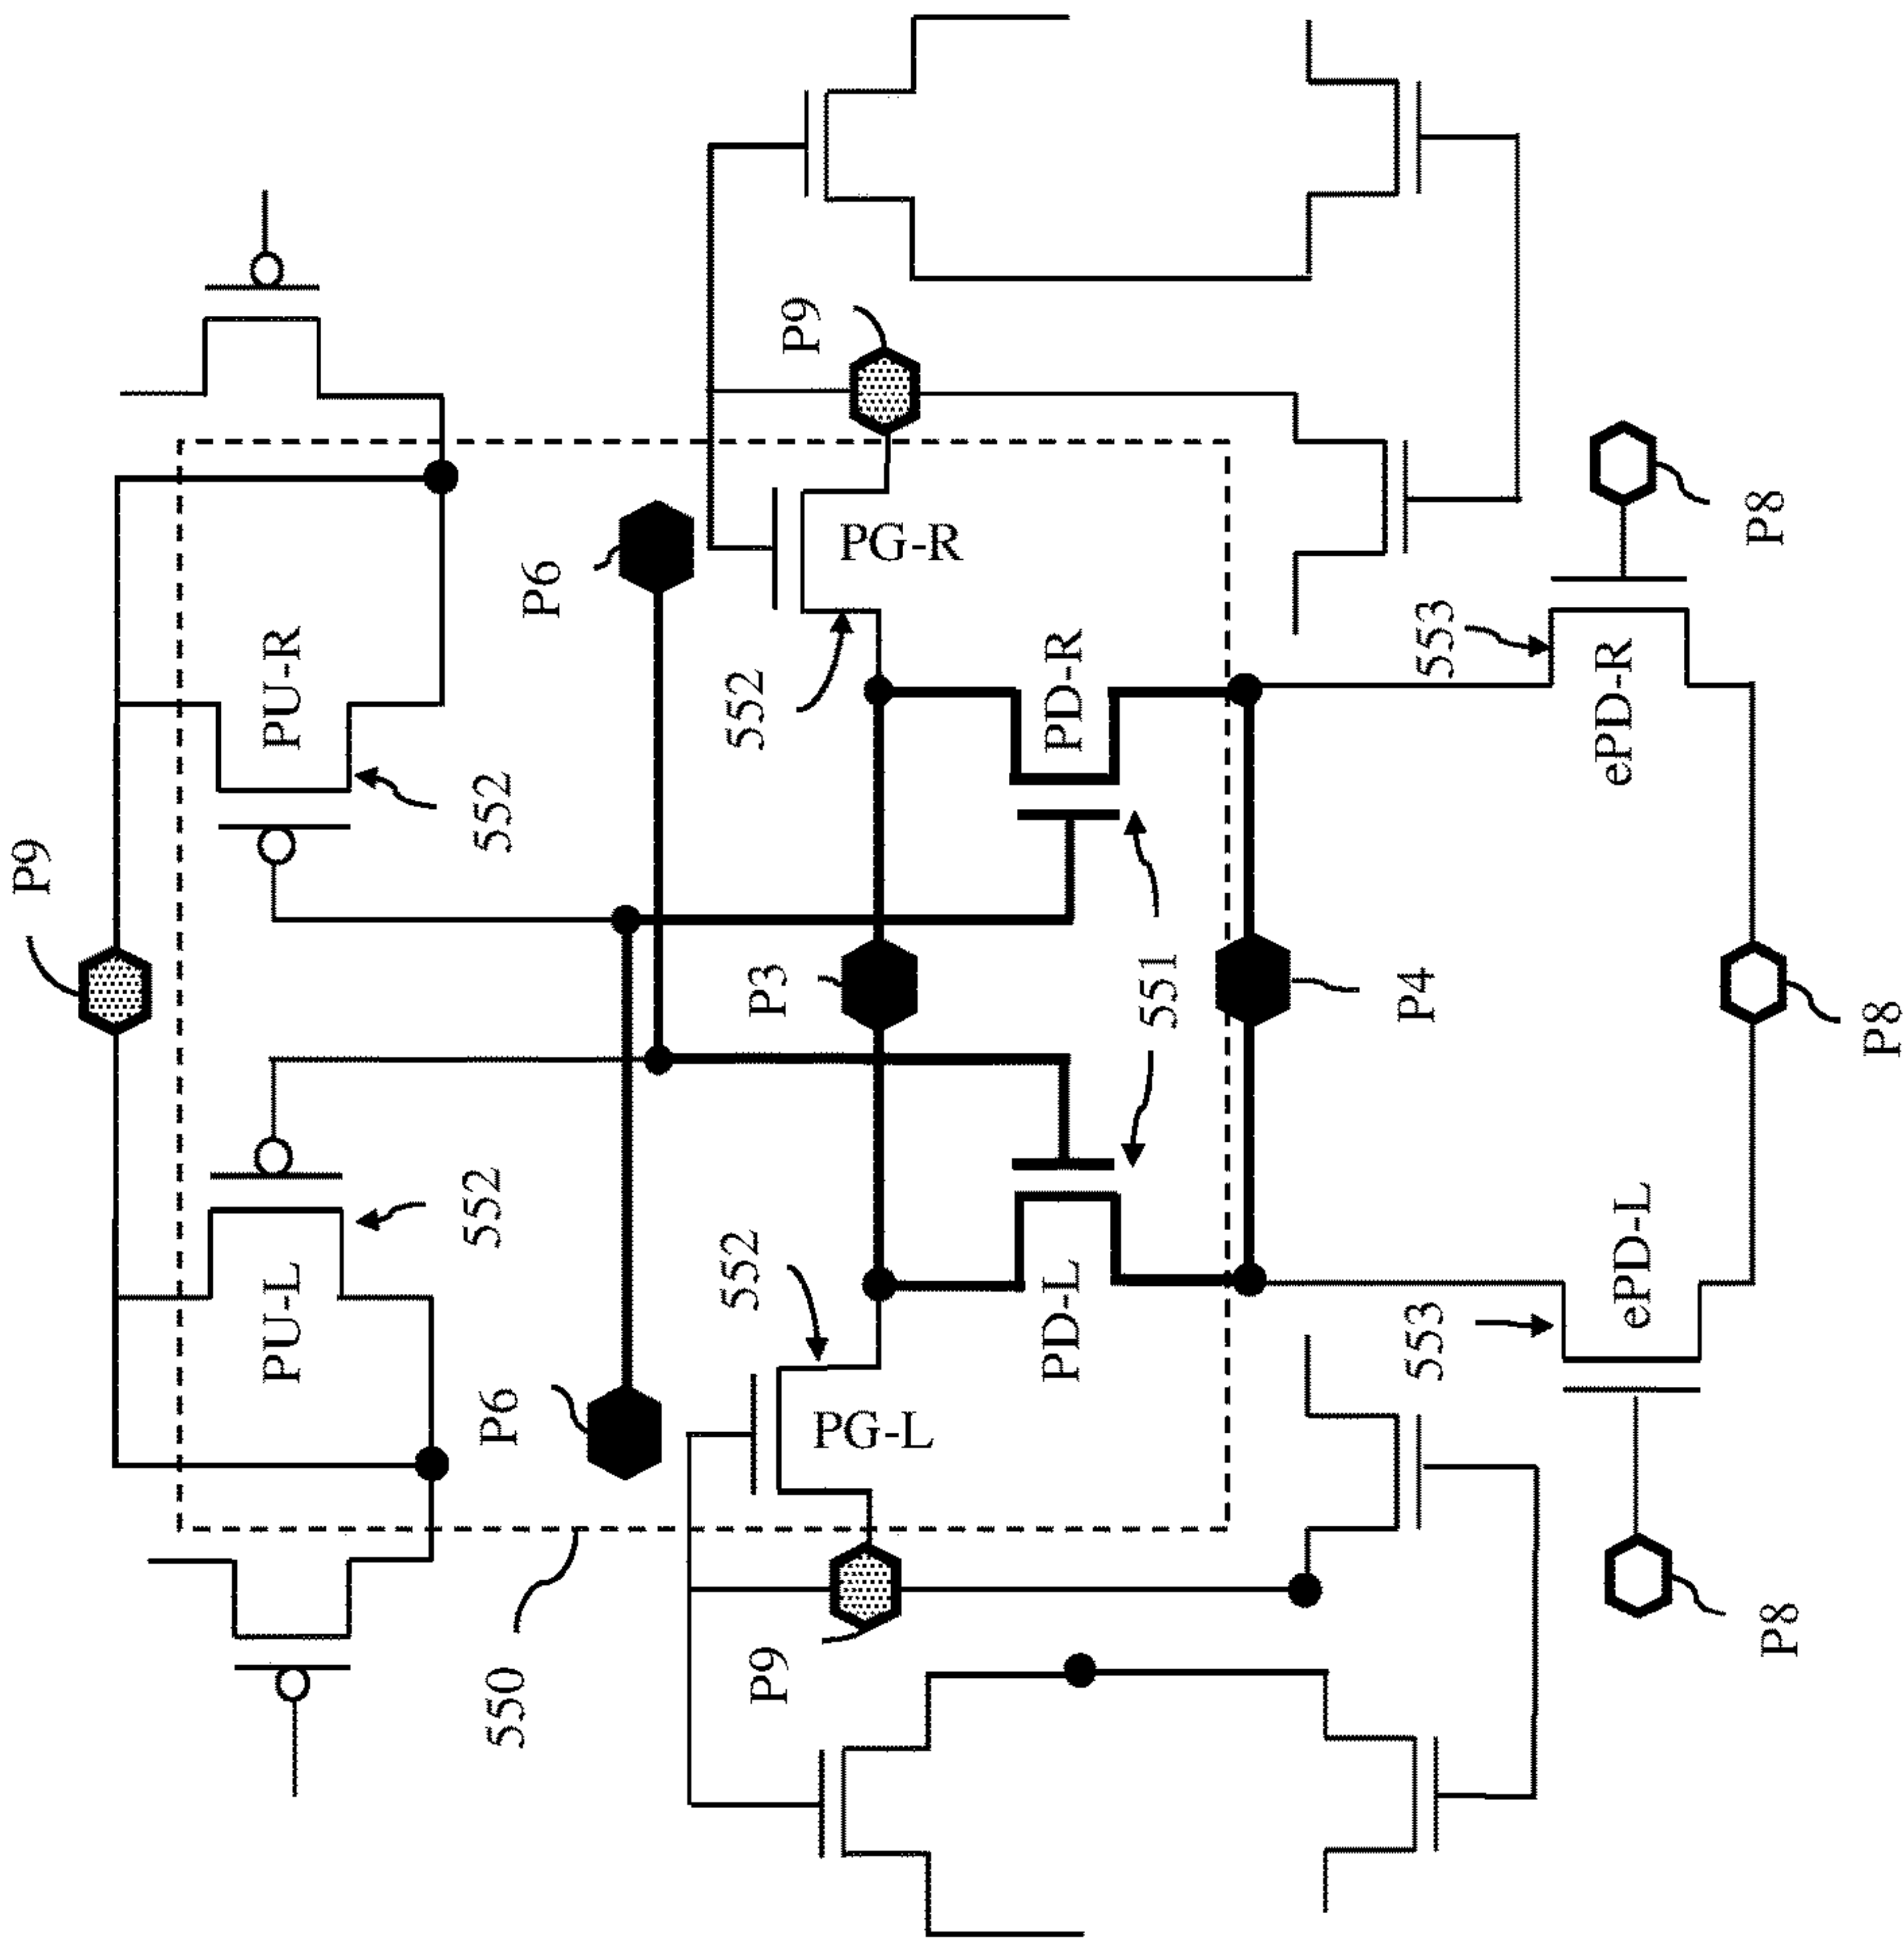 P9
PU-L
PU-R
552
552
550
P6
P6
P9
552
552
P9
PG-L
PG-R
P3
PD-L
PD-R
551
P4
553
553
ePD-L
ePD-R
P8
P8
P8